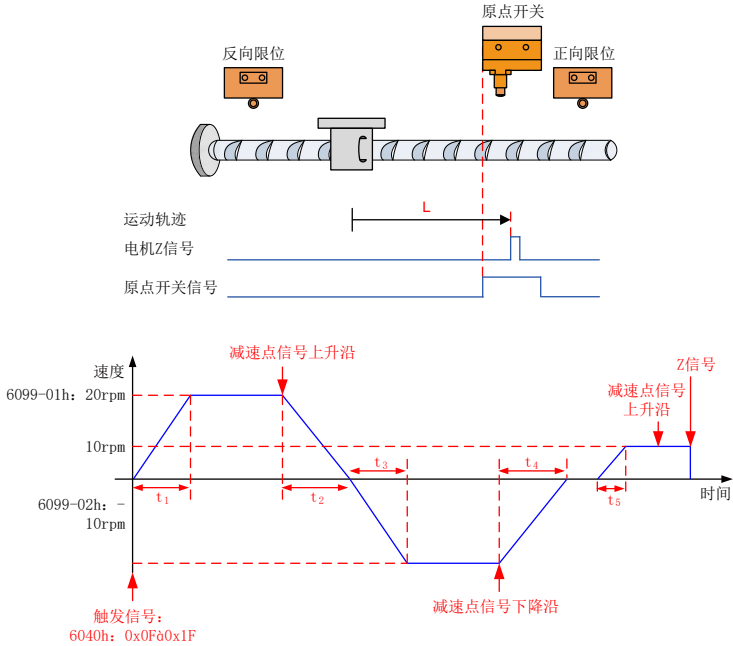 原点开关
反向限位
正向限位
运动轨迹
L
电机Z信号
原点开关信号
减速点信号上升沿
Z信号
速度
减速点信号
上升沿
6099-01h: 20rpm
10rpm
t3
t4
t1
t2
t5
时间
6099-02h: -
10rpm
减速点信号下降沿
触发信号:
6040h: 0x0Fà0x1F